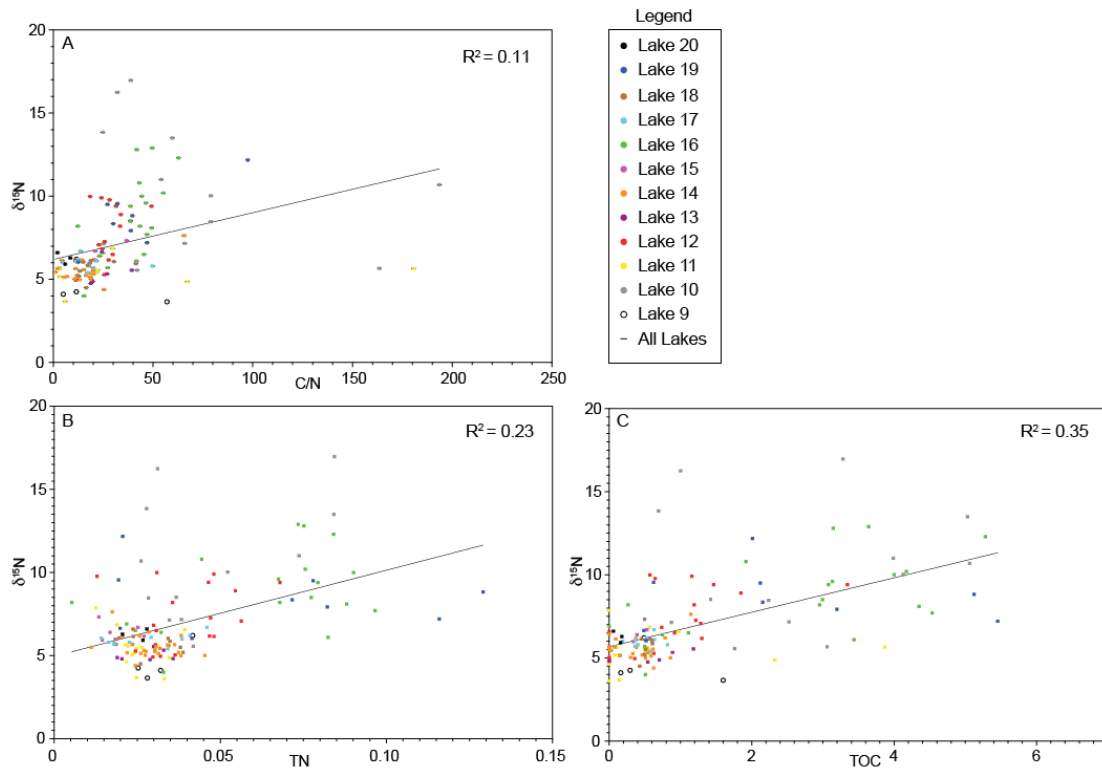 A
R² = 0.11
20
15
10
5
0
δ¹⁵N
0
50
100
150
200
250
C/N
Legend
Lake 20
Lake 19
Lake 18
Lake 17
Lake 16
Lake 15
Lake 14
Lake 13
Lake 12
Lake 11
Lake 10
Lake 9
All Lakes
B
R² = 0.23
20
15
10
5
0
δ¹⁵N
0
0.05
0.10
0.15
TN
C
R² = 0.35
20
15
10
5
0
δ¹⁵N
0
2
4
6
TOC